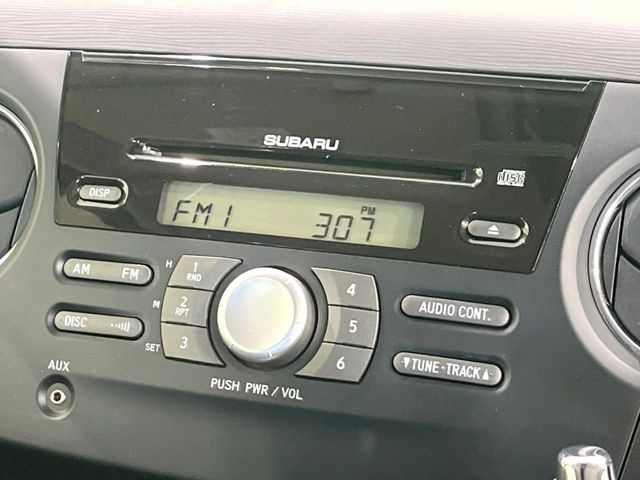 SUBARU
disc
DISP
FM1 PM 307
▲
AM FM
H 1 RND
4
M 2 RPT
5
AUDIO CONT.
DISC
SET 3
6
▼TUNE·TRACK▲
AUX
PUSH PWR/VOL